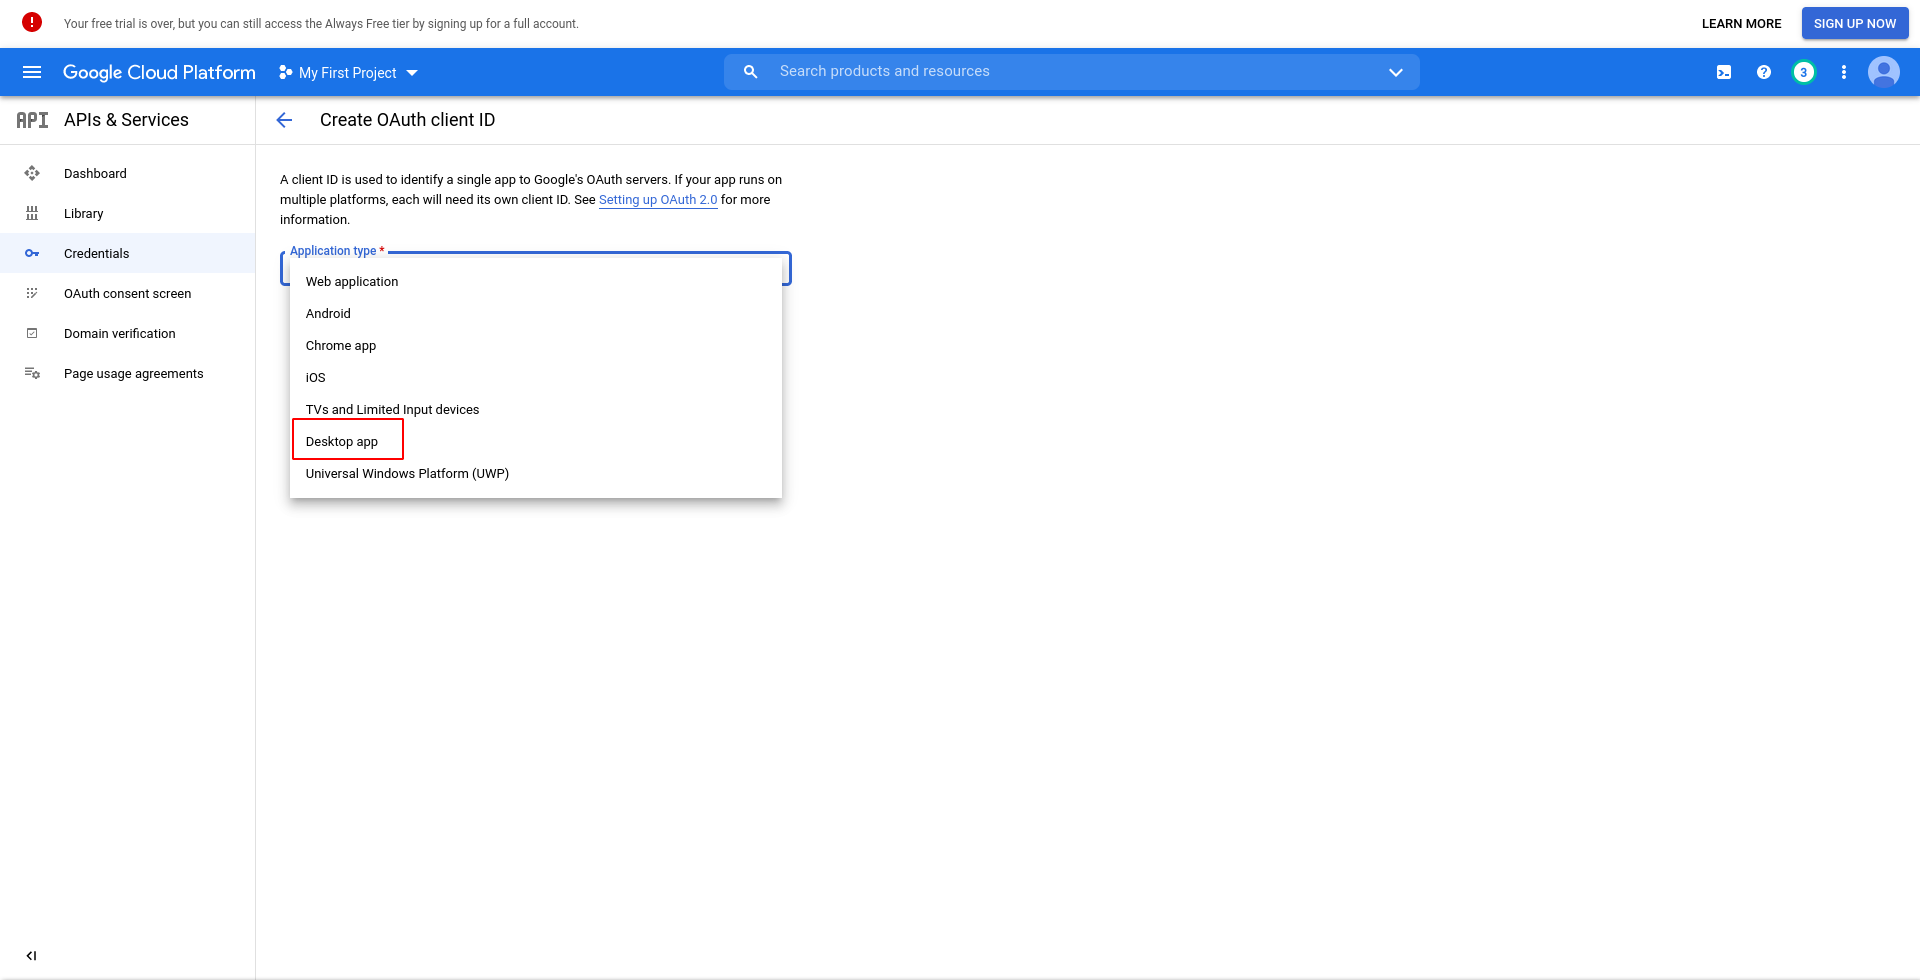 Your free trial is over, but you can still access the Always Free tier by signing up for a full account.
LEARN MORE
SIGN UP NOW
Google Cloud Platform
My First Project
Search products and resources
3
API
APIs & Services
Create OAuth client ID
Dashboard
Library
Credentials
OAuth consent screen
Domain verification
Page usage agreements
A client ID is used to identify a single app to Google's OAuth servers. If your app runs on
multiple platforms, each will need its own client ID. See Setting up OAuth 2.0 for more
information.
Application type *
Web application
Android
Chrome app
iOS
TVs and Limited Input devices
Desktop app
Universal Windows Platform (UWP)